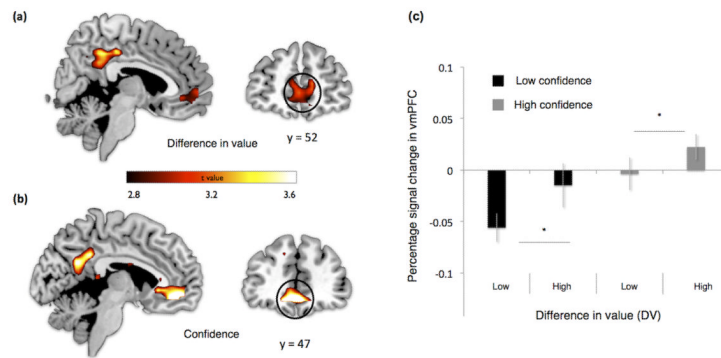 (a)
Difference in value
y = 52
t value
2.8
3.2
3.6
(b)
Confidence
y = 47
(c)
Percentage signal change in vmPFC
0.1
0.05
0
-0.05
-0.1
Low confidence
High confidence
*
*
Low
High
Low
High
Difference in value (DV)